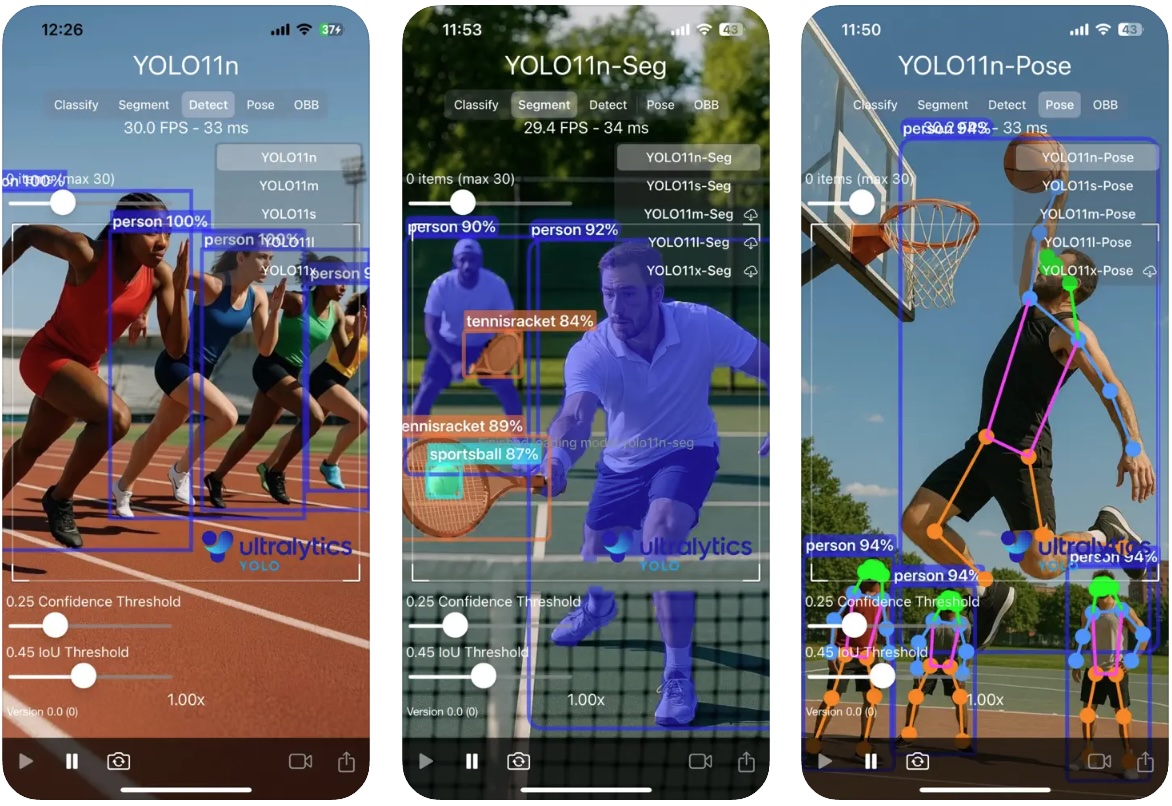 12:26
37
YOLO11n
Classify Segment Detect Pose OBB
30.0 FPS - 33 ms
YOLO11n
YOLO11m
0 items (max 30)
100%
YOLO11s
person 100%
person 100%
YOLO11l
YOLO11x
person 9
ultralytics
YOLO
0.25 Confidence Threshold
0.45 IoU Threshold
1.00x
Version 0.0 (0)
11:53
43
YOLO11n-Seg
Classify Segment Detect Pose OBB
29.4 FPS - 34 ms
YOLO11n-Seg
0 items (max 30)
YOLO11s-Seg
YOLO11m-Seg
person 90%
person 92%
YOLO11l-Seg
YOLO11x-Seg
tennisracket 84%
ennisracket 89%
Finished loading model yolo11n-seg
sportsball 87%
ultralytics
YOLO
0.25 Confidence Threshold
0.45 IoU Threshold
1.00x
11:50
43
YOLO11n-Pose
Classify Segment Detect Pose OBB
person 94% - 33 ms
YOLO11n-Pose
0 items (max 30)
YOLO11s-Pose
YOLO11m-Pose
YOLO11l-Pose
YOLO11x-Pose
ultralytics
YOLO
person 94%
person 94%
person 94%
0.25 Confidence Threshold
0.45 IoU Threshold
1.00x
Version 0.0 (0)